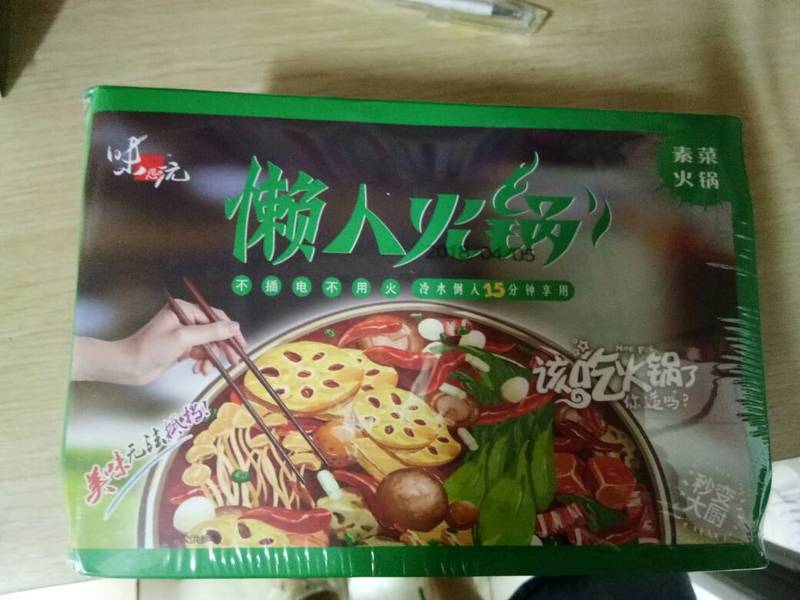 味 元
素菜
火锅
懒人火锅
2018 04 05
不插电不用火 冷水倒入15分钟享用
该吃火锅了
你造吗?
美味无法抵挡!
秒变
大厨